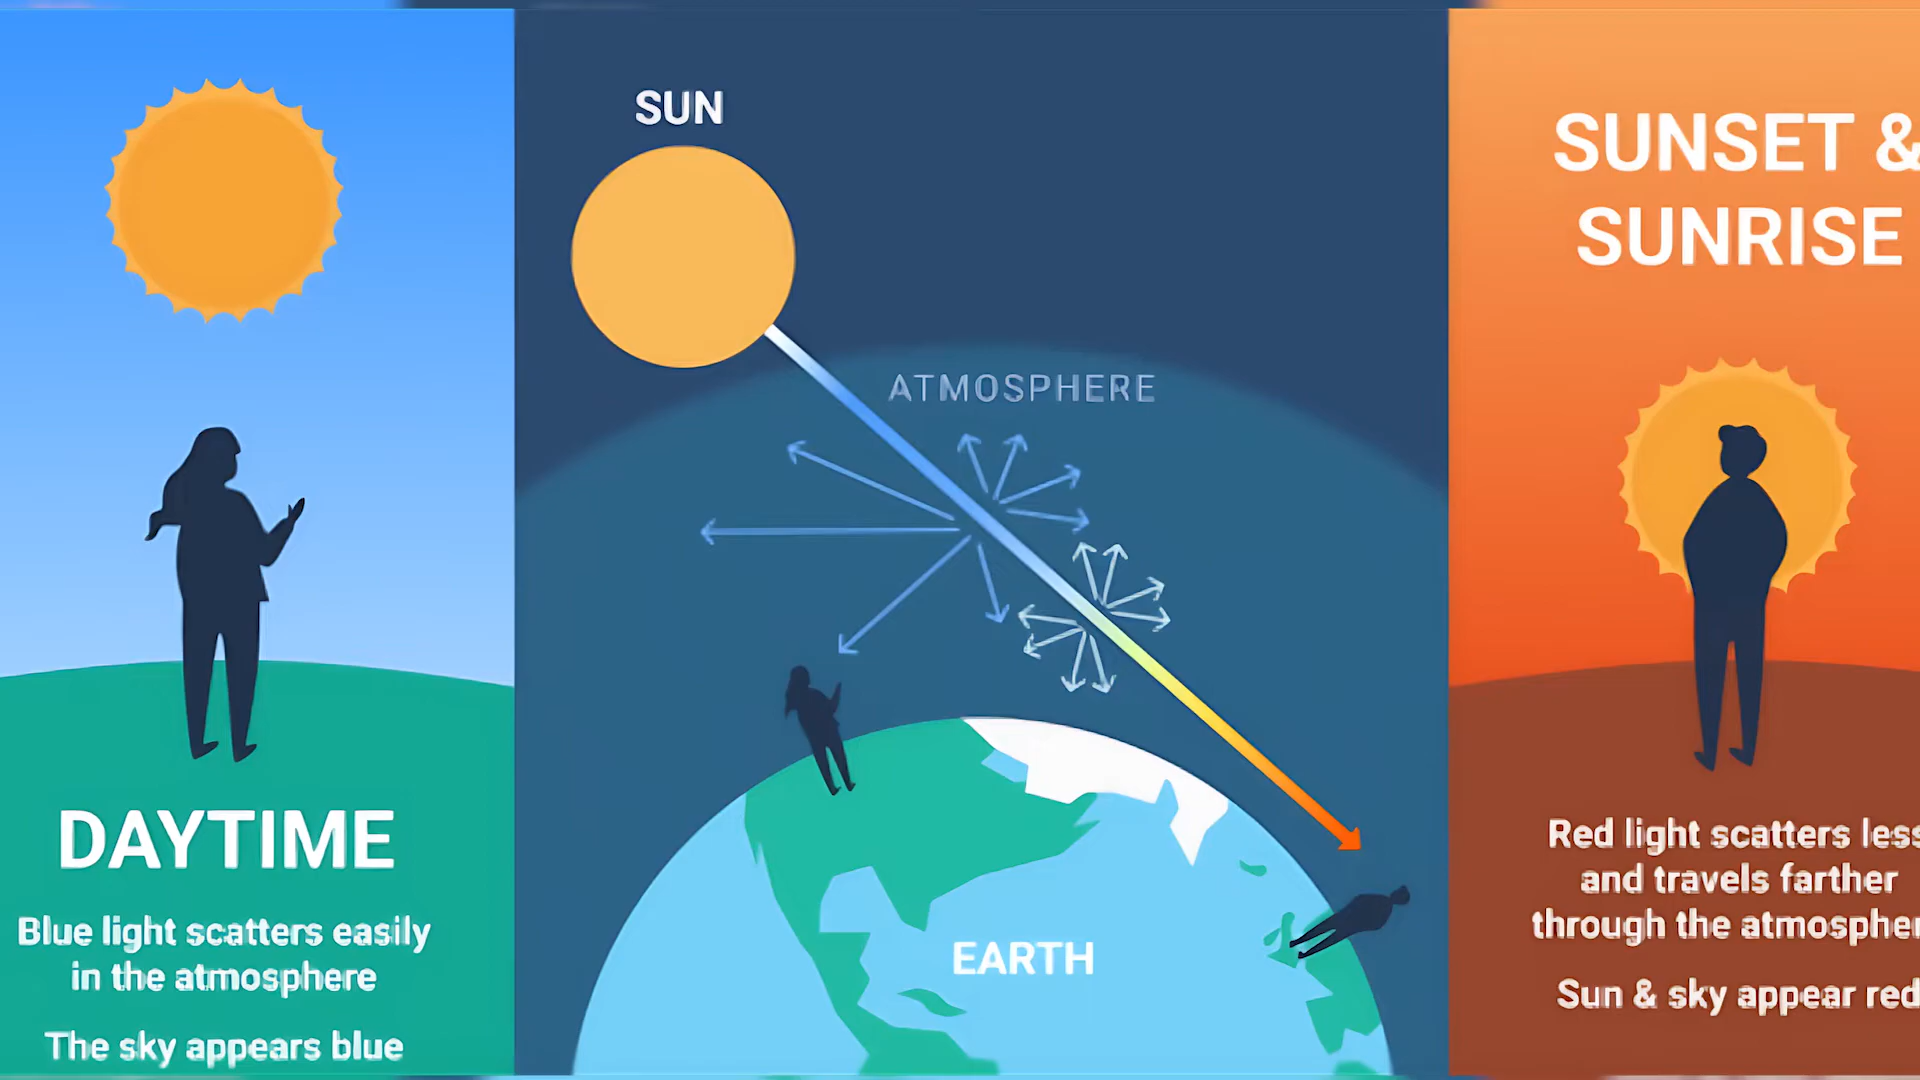 DAYTIME
Blue light scatters easily
in the atmosphere
The sky appears blue
SUN
ATMOSPHERE
EARTH
SUNSET &
SUNRISE
Red light scatters less
and travels farther
through the
Sun & sky appear red